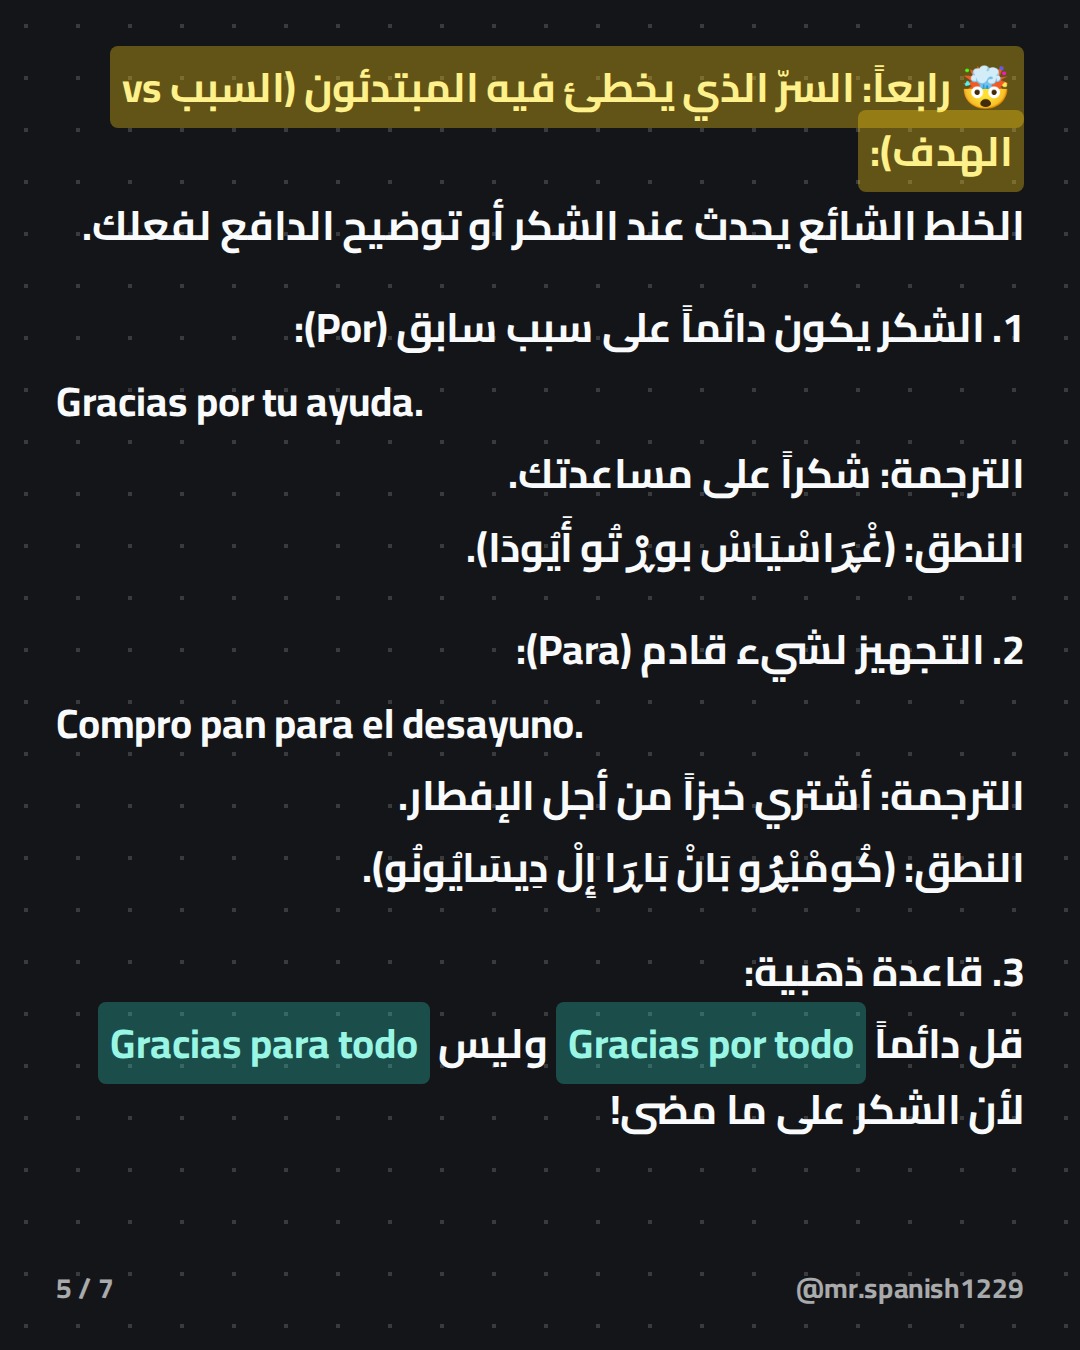 🤯 رابعاً: السرّ الذي يخطئ فيه المبتدئون (السبب vs
الهدف):
الخلط الشائع يحدث عند الشكر أو توضيح الدافع لفعلك.
1. الشكر يكون دائماً على سبب سابق (Por):
Gracias por tu ayuda.
الترجمة: شكراً على مساعدتك.
النطق: (غْرَاسْيَاسْ بورْ تُو أَيُودَا).
2. التجهيز لشيء قادم (Para):
Compro pan para el desayuno.
الترجمة: أشتري خبزاً من أجل الإفطار.
النطق: (كُومْبْرُو بَانْ بَارَا إِلْ دِيسَايُونُو).
3. قاعدة ذهبية:
قل دائماً Gracias por todo وليس Gracias para todo
لأن الشكر على ما مضى!
5 / 7
@mr.spanish1229